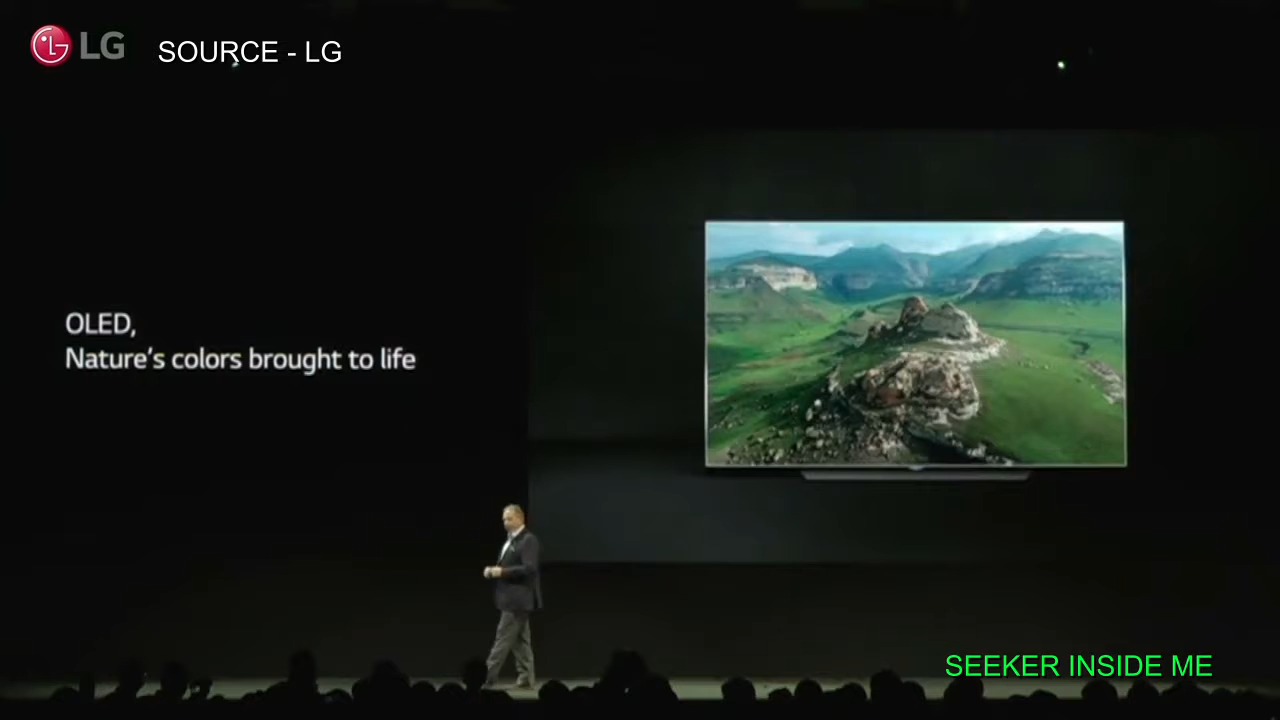 LG SOURCE - LG
OLED,
Nature's colors brought to life
SEEKER INSIDE ME